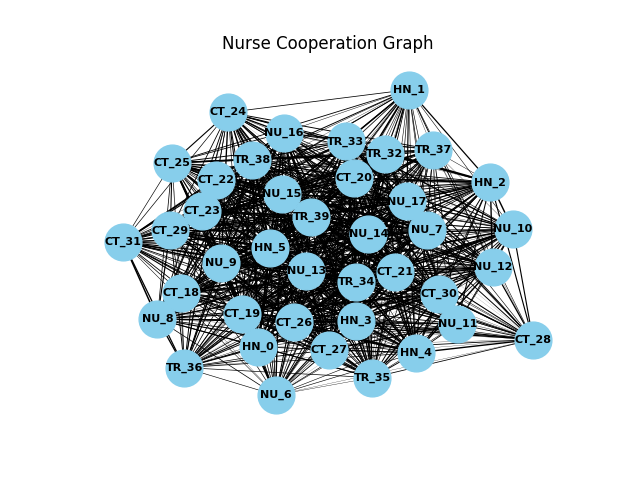 Nurse Cooperation Graph
HN_1
CT_24
NU_16
TR_33
TR_37
TR_32
TR_38
CT_25
CT_20
CT_22
HN_2
NU_15
NU_17
CT_23
TR_39
NU_10
CT_29
NU_7
NU_14
CT_31
HN_5
NU_9
NU_12
NU_13
CT_21
TR_34
CT_18
CT_30
CT_19
NU_8
HN_3
CT_26
NU_11
CT_28
HN_0
CT_27
HN_4
TR_36
TR_35
NU_6